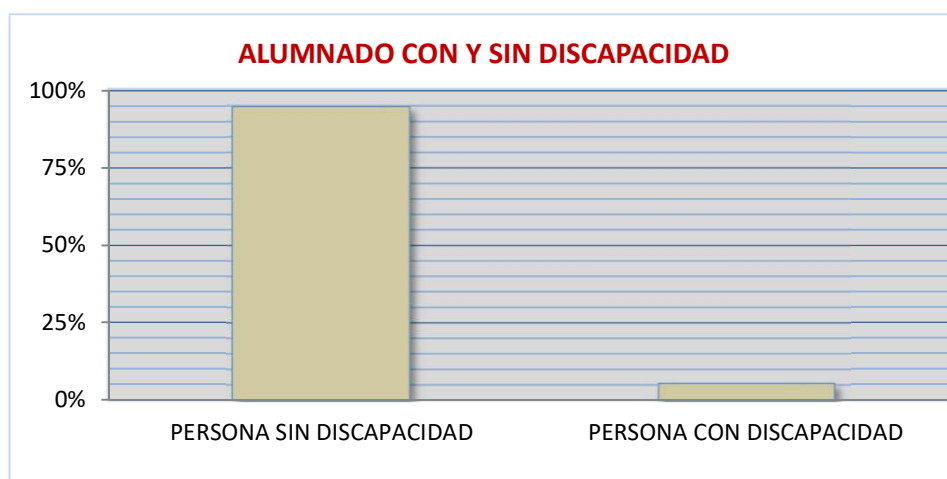 ALUMNADO CON Y SIN DISCAPACIDAD
100%
75%
50%
25%
0%
PERSONA SIN DISCAPACIDAD
PERSONA CON DISCAPACIDAD